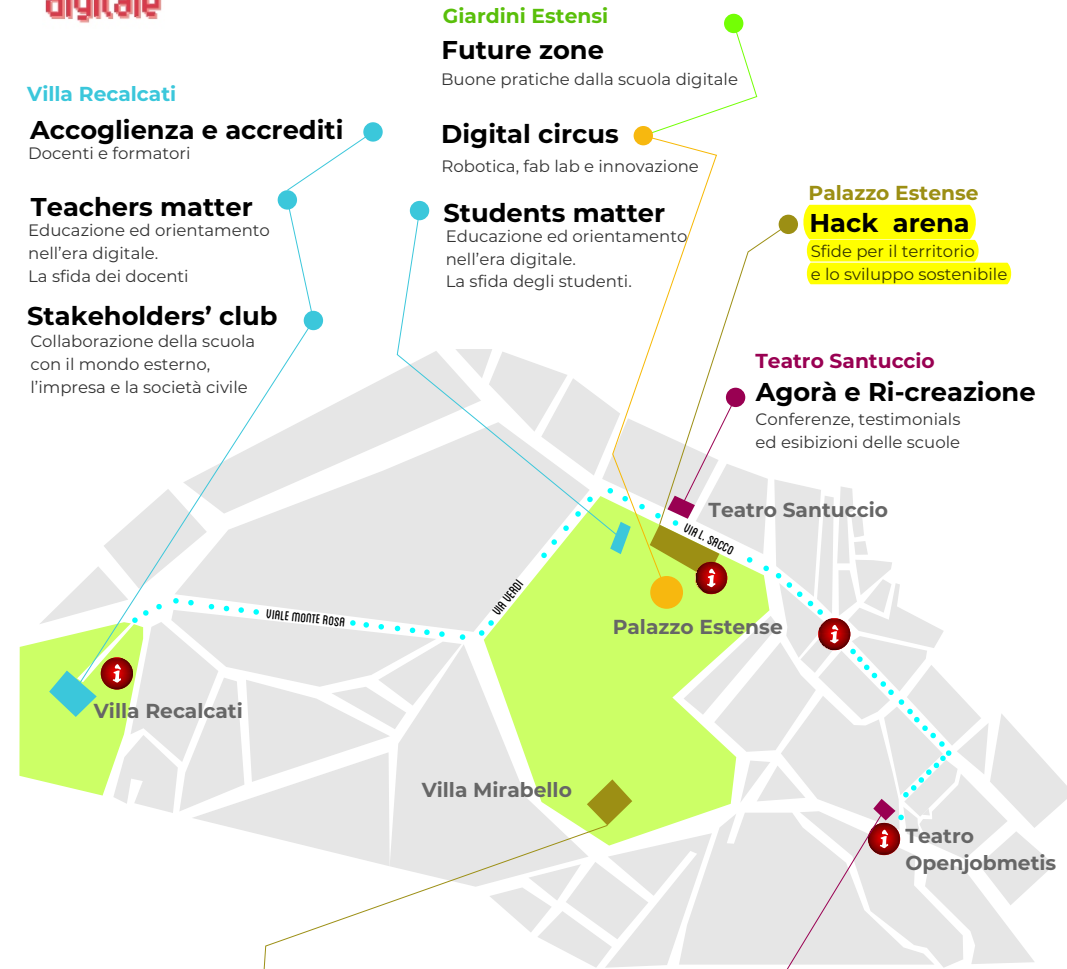 digitale
Giardini Estensi
Future zone
Buone pratiche dalla scuola digitale
Villa Recalcati
Accoglienza e accrediti
Docenti e formatori
Digital circus
Robotica, fab lab e innovazione
Teachers matter
Educazione ed orientamento
nell’era digitale.
La sfida dei docenti
Students matter
Educazione ed orientamento
nell’era digitale.
La sfida degli studenti.
Palazzo Estense
Hack arena
Sfide per il territorio
e lo sviluppo sostenibile
Stakeholders’ club
Collaborazione della scuola
con il mondo esterno,
l’impresa e la società civile
Teatro Santuccio
Agorà e Ri-creazione
Conferenze, testimonials
ed esibizioni delle scuole
Teatro Santuccio
VIA L. SACCO
i
VIA VERDI
VIALE MONTE ROSA
Palazzo Estense
i
i
Villa Recalcati
Villa Mirabello
i
Teatro
Openjobmetis